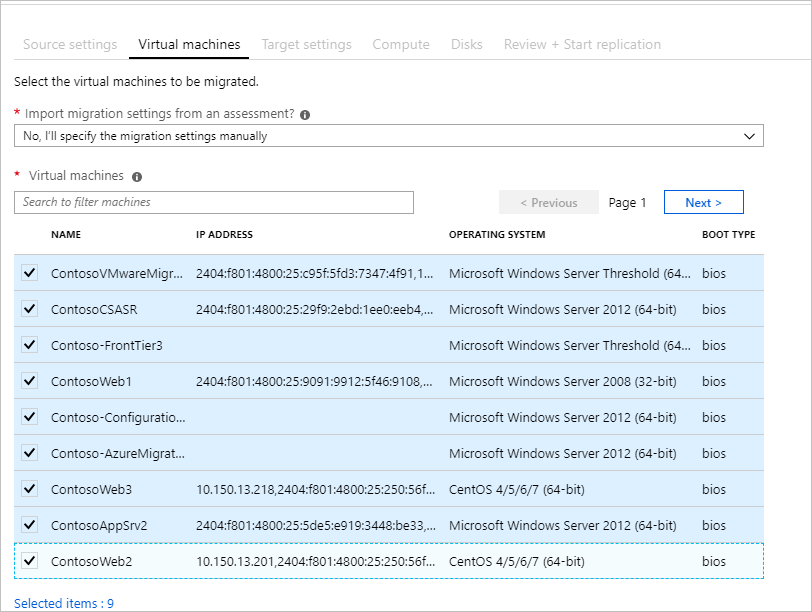 Source settings Virtual machines Target settings Compute Disks Review + Start replication
Select the virtual machines to be migrated.
* Import migration settings from an assessment?
No, I'll specify the migration settings manually
* Virtual machines
Search to filter machines < Previous Page 1 Next >
NAME IP ADDRESS OPERATING SYSTEM BOOT TYPE
ContosoVMwareMigr... 2404:f801:4800:25:c95f:5fd3:7347:4f91,1... Microsoft Windows Server Threshold (64... bios
ContosoCSASR 2404:f801:4800:25:29f9:2ebd:1ee0:eeb4,... Microsoft Windows Server 2012 (64-bit) bios
Contoso-FrontTier3 Microsoft Windows Server Threshold (64... bios
ContosoWeb1 2404:f801:4800:25:9091:9912:5f46:9108,... Microsoft Windows Server 2008 (32-bit) bios
Contoso-Configuratio... Microsoft Windows Server 2012 (64-bit) bios
Contoso-AzureMigrat... Microsoft Windows Server 2012 (64-bit) bios
ContosoWeb3 10.150.13.218,2404:f801:4800:25:250:56f... CentOS 4/5/6/7 (64-bit) bios
ContosoAppSrv2 2404:f801:4800:25:5de5:e919:3448:be33,... Microsoft Windows Server 2012 (64-bit) bios
ContosoWeb2 10.150.13.201,2404:f801:4800:25:250:56f... CentOS 4/5/6/7 (64-bit) bios
Selected items : 9